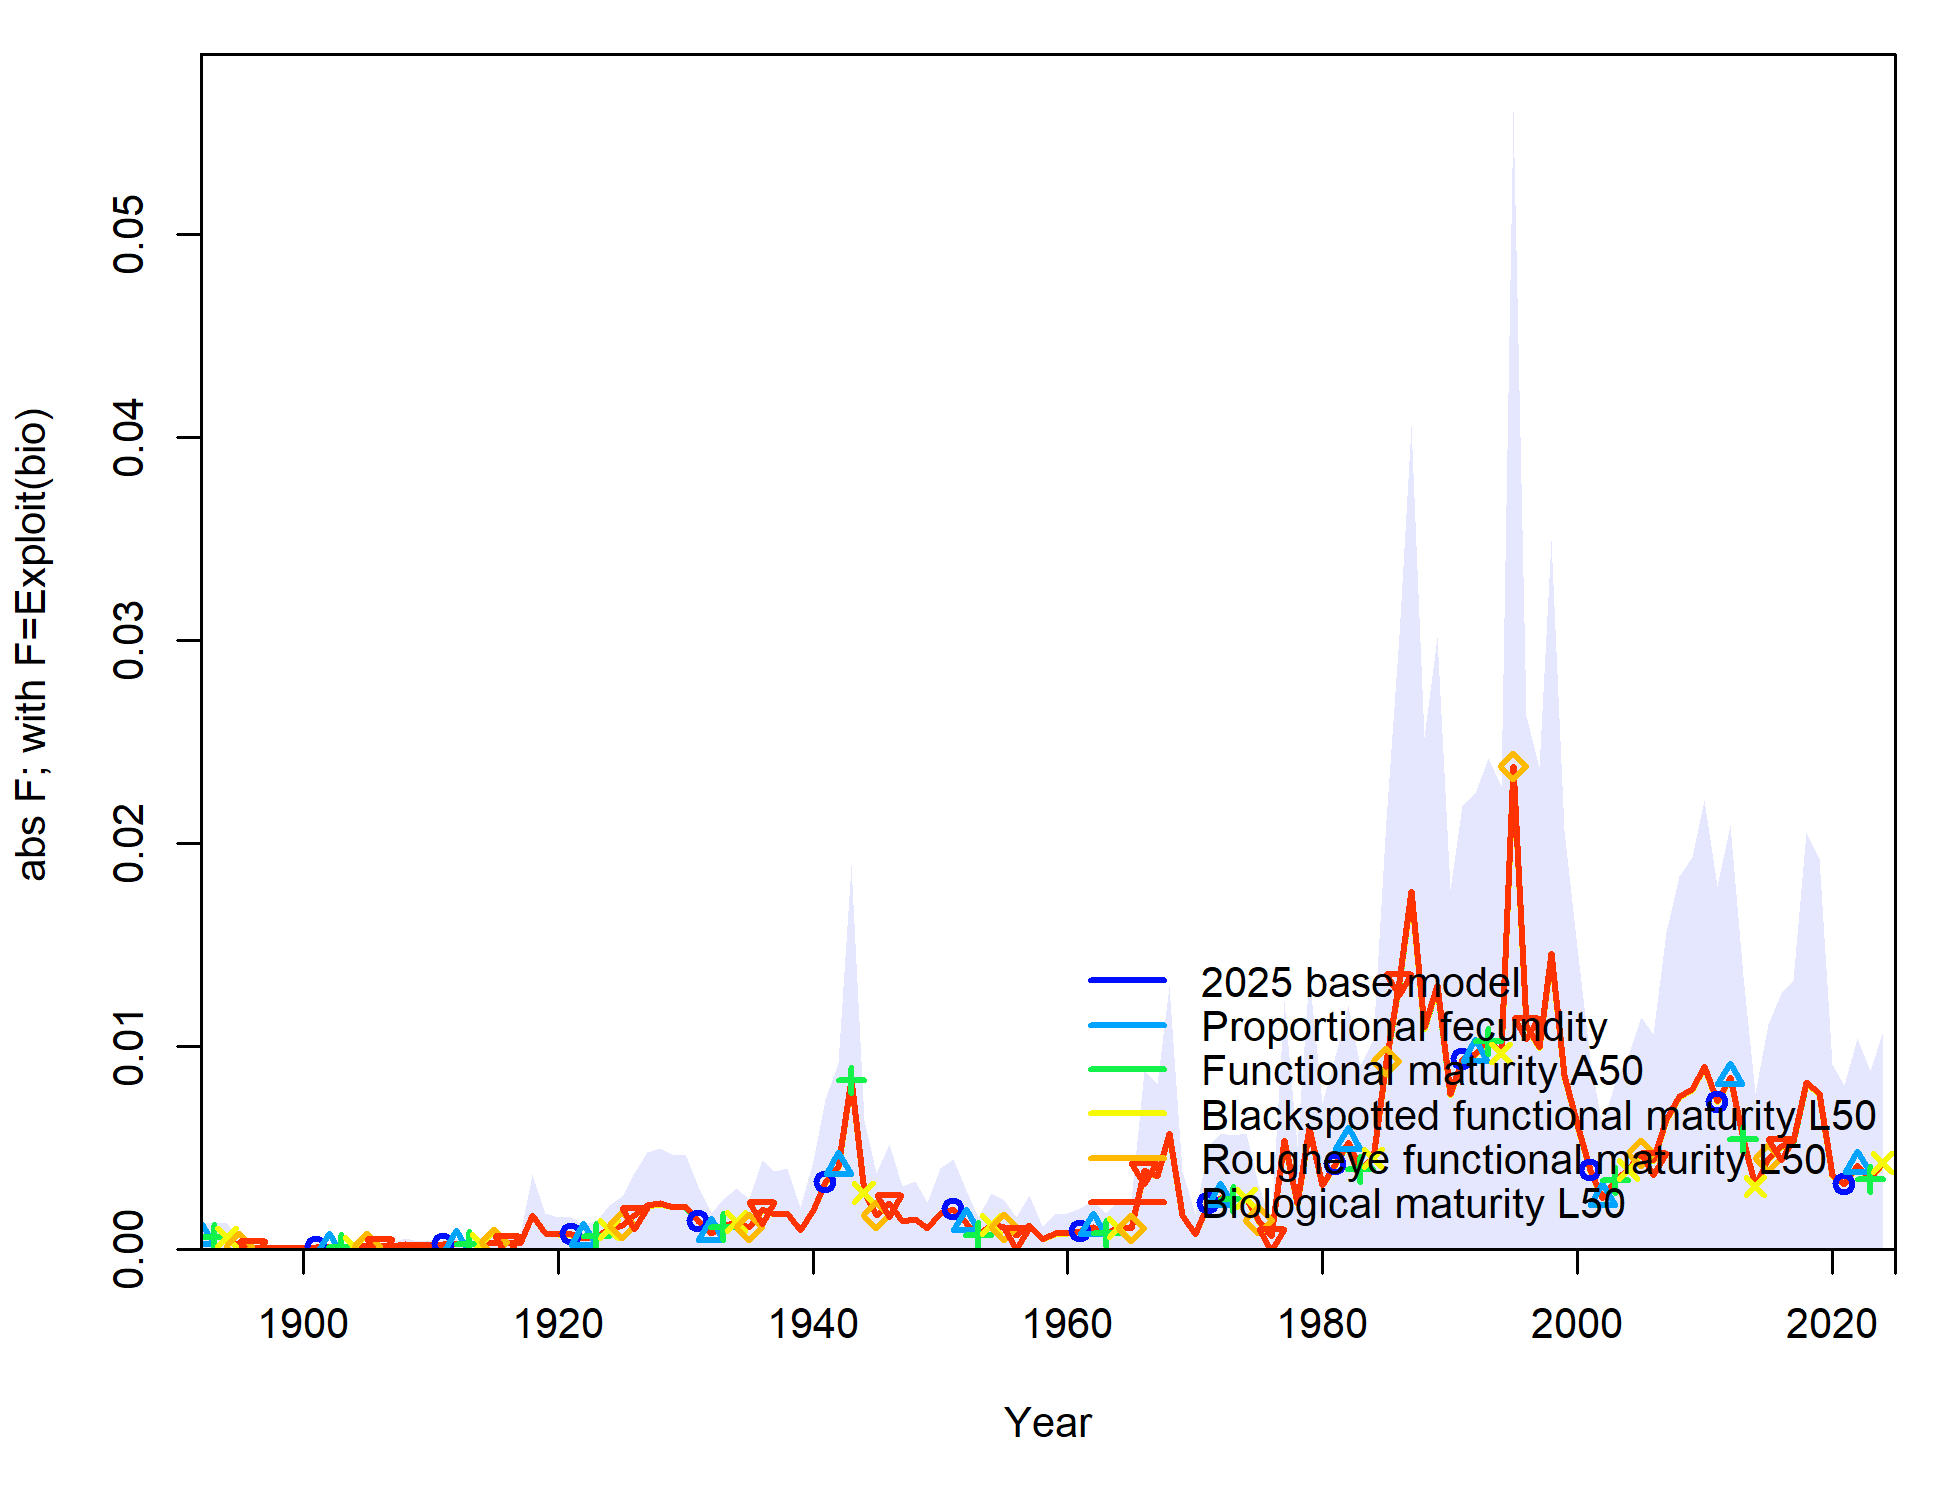 abs F; with F=Exploit(bio)
0.05
0.04
0.03
0.02
0.01
0.00
2025 base model
Proportional fecundity
Functional maturity A50
Blackspotted functional maturity L50
Rougheye functional maturity L50
Biological maturity L50
1900 1920 1940 1960 1980 2000 2020
Year